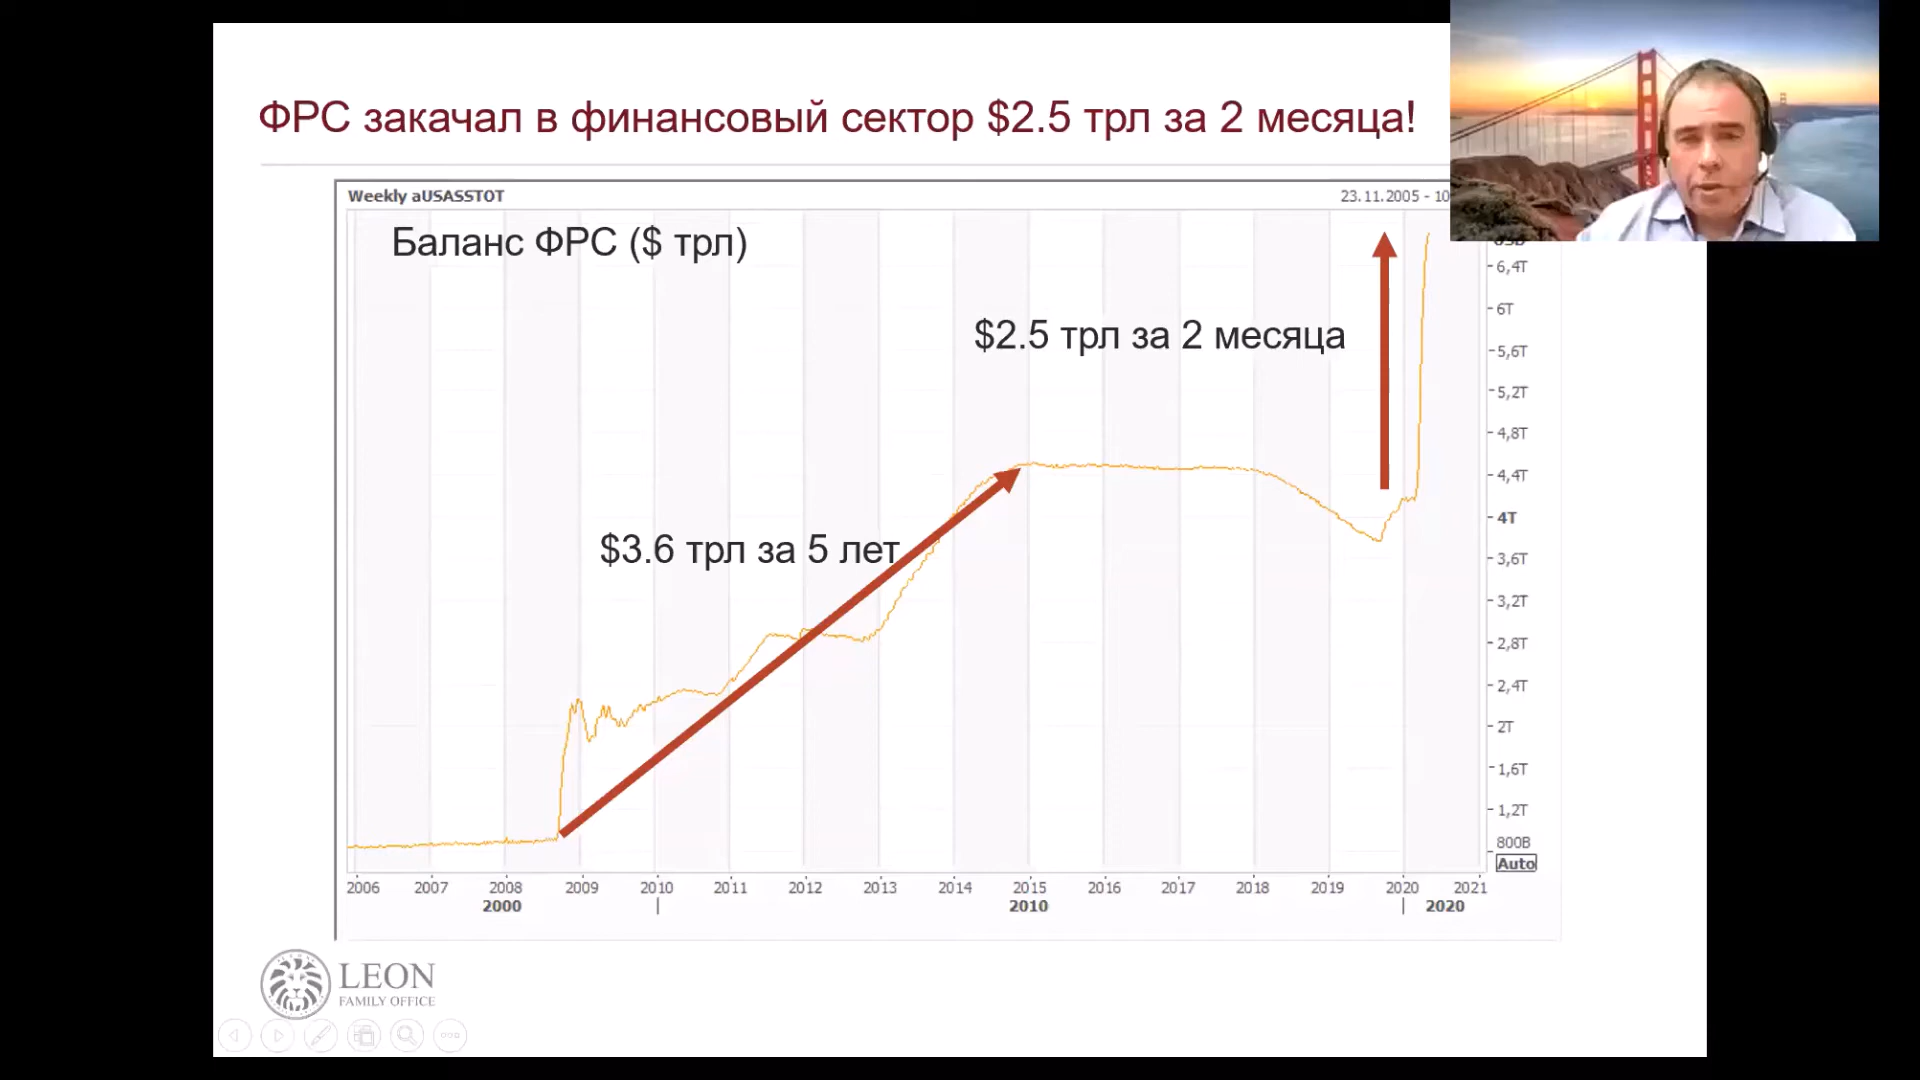 ФРС закачал в финансовый сектор $2.5 трл за 2 месяца!
Weekly aUSASSTOT
23.11.2005 - 10
Баланс ФРС ($ трл)
6,4T
$2.5 трл за 2 месяца
6T
5,6T
5,2T
4,8T
4,4T
4T
$3.6 трл за 5 лет
3,6T
3,2T
2,8T
2,4T
2T
1,6T
1,2T
800B
Auto
2006 2007 2008 2009 2010 2011 2012 2013 2014 2015 2016 2017 2018 2019 2020 2021
2000 | 2010 | 2020
LEON
FAMILY OFFICE